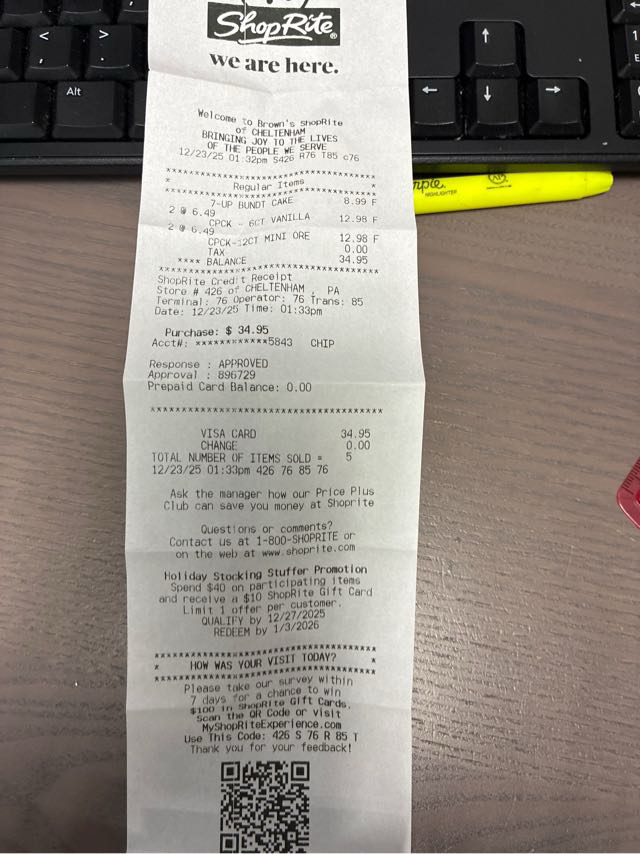 ShopRite®
we are here.
Welcome to Brown's ShopRite
of CHELTENHAM
BRINGING JOY TO THE LIVES
OF THE PEOPLE WE SERVE
12/23/25 01:32pm S426 R76 T85 c76
************************************
* Regular Items *
************************************
7-UP BUNDT CAKE 8.99 F
2 @ 6.49
CPCK - 6CT VANILLA 12.98 F
2 @ 6.49
CPCK-12CT MINI ORE 12.98 F
TAX 0.00
**** BALANCE 34.95
************************************
ShopRite Credit Receipt
Store # 426 of CHELTENHAM , PA
Terminal: 76 Operator: 76 Trans: 85
Date: 12/23/25 Time: 01:33pm
Purchase: $ 34.95
Acct#: ************5843 CHIP
Response : APPROVED
Approval : 896729
Prepaid Card Balance: 0.00
************************************
VISA CARD 34.95
CHANGE 0.00
TOTAL NUMBER OF ITEMS SOLD = 5
12/23/25 01:33pm 426 76 85 76
Ask the manager how our Price Plus
Club can save you money at Shoprite
Questions or comments?
Contact us at 1-800-SHOPRITE or
on the web at www.shoprite.com
Holiday Stocking Stuffer Promotion
Spend $40 on participating items
and receive a $10 ShopRite Gift Card
Limit 1 offer per customer.
QUALIFY by 12/27/2025
REDEEM by 1/3/2026
************************************
* HOW WAS YOUR VISIT TODAY? *
************************************
Please take our survey within
7 days for a chance to win
$100 in ShopRite Gift Cards.
Scan the QR Code or visit
MyShopRiteExperience.com
Use This Code: 426 S 76 R 85 T
Thank you for your feedback!
< >
, .
Alt
↑
← ↓ →
1
HIGHLIGHTER